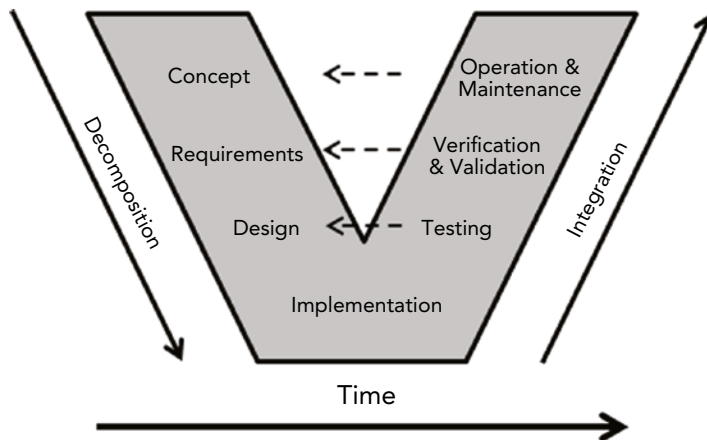 Concept
Operation &
Maintenance
Decomposition
Requirements
Verification
& Validation
Integration
Design
Testing
Implementation
Time